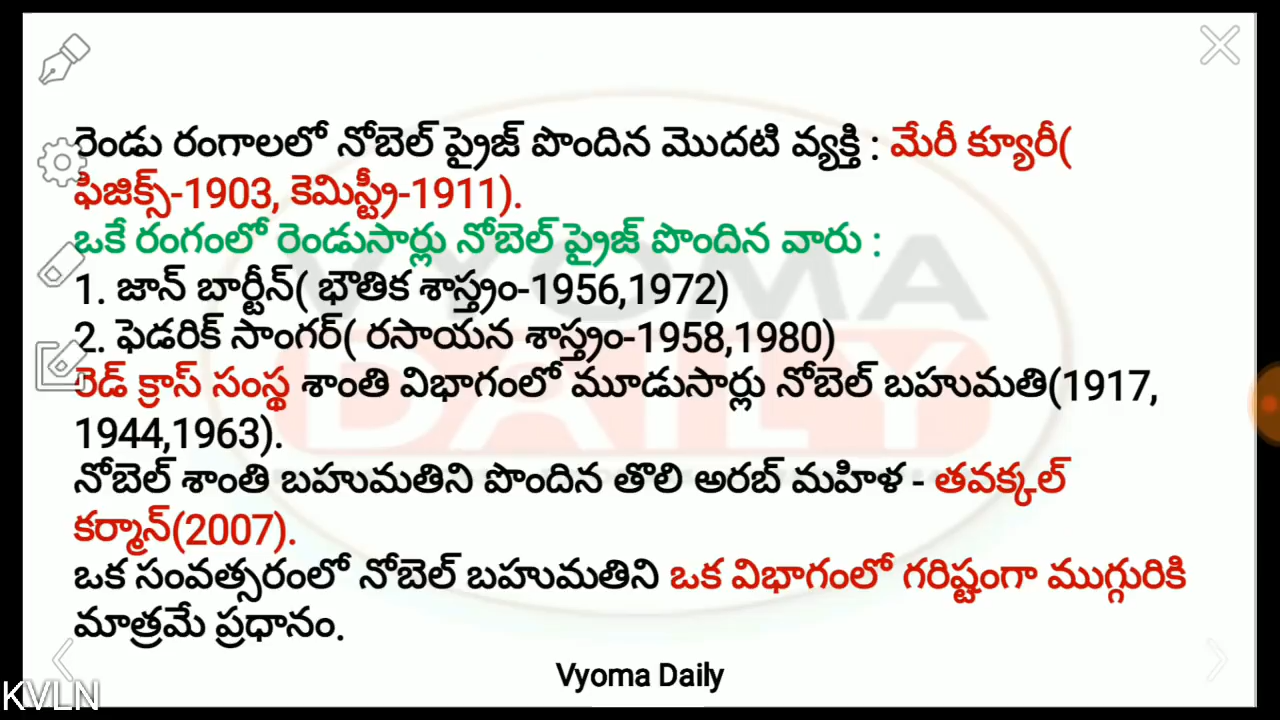 రెండు రంగాలలో నోబెల్ ప్రైజ్ పొందిన మొదటి వ్యక్తి : మేరీ క్యూరీ(
ఫిజిక్స్-1903, కెమిస్ట్రీ-1911).
ఒకే రంగంలో రెండుసార్లు నోబెల్ ప్రైజ్ పొందిన వారు :
1. జాన్ బార్టీన్( భౌతిక శాస్త్రం-1956,1972)
2. ఫెడరిక్ సాంగర్( రసాయన శాస్త్రం-1958,1980)
రెడ్ క్రాస్ సంస్థ శాంతి విభాగంలో మూడుసార్లు నోబెల్ బహుమతి(1917,
1944,1963).
నోబెల్ శాంతి బహుమతిని పొందిన తొలి అరబ్ మహిళ - తవక్కల్
కర్మాన్(2007).
ఒక సంవత్సరంలో నోబెల్ బహుమతిని ఒక విభాగంలో గరిష్టంగా ముగ్గురికి
మాత్రమే ప్రధానం.
Vyoma Daily
KVLN
VYOMA
DAILY